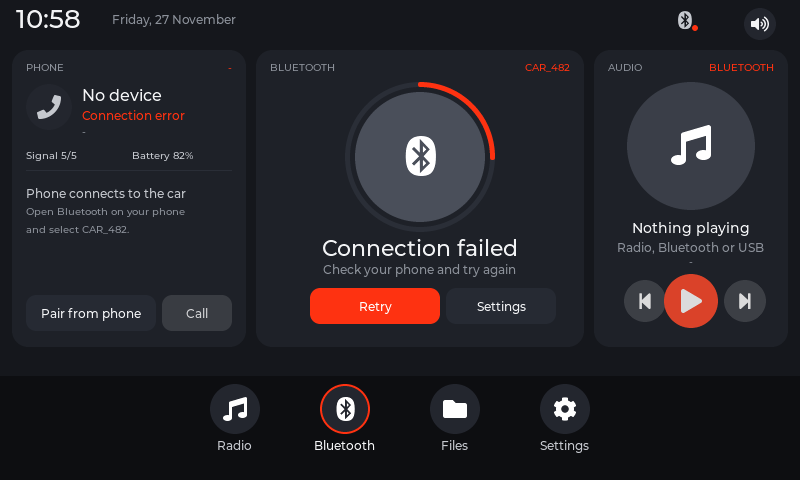 10:58
Friday, 27 November
PHONE
-
No device
Connection error
-
Signal 5/5
Battery 82%
Phone connects to the car
Open Bluetooth on your phone
and select CAR_482.
Pair from phone
Call
BLUETOOTH
CAR_482
Connection failed
Check your phone and try again
Retry
Settings
AUDIO
BLUETOOTH
Nothing playing
Radio, Bluetooth or USB
-
Radio
Bluetooth
Files
Settings